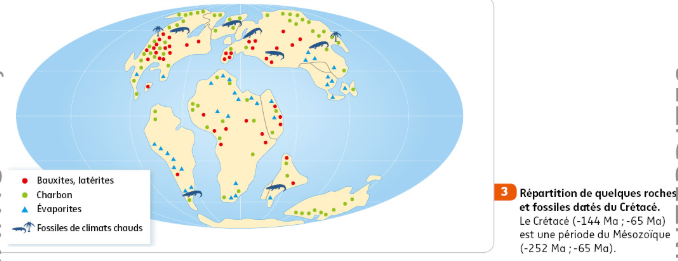 Bauxites, latérites
Charbon
Évaporites
Fossiles de climats chauds
3 Répartition de quelques roches
et fossiles datés du Crétacé.
Le Crétacé (-144 Ma ; -65 Ma)
est une période du Mésozoïque
(-252 Ma ; -65 Ma).